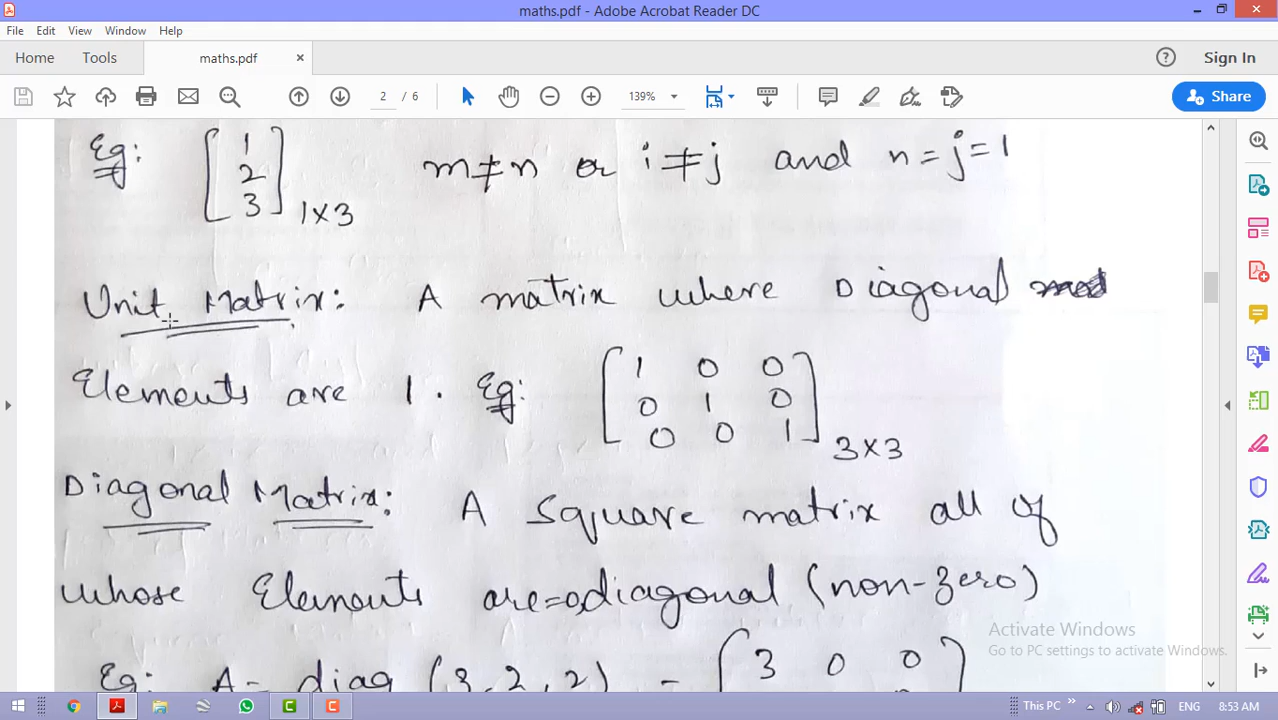 maths.pdf - Adobe Acrobat Reader DC
File Edit View Window Help
Home Tools maths.pdf × Sign In
2 / 6 139% Share
Eg: [ 1
2
3 ] 1×3 m≠n or i≠j and n=j=1
Unit Matrix: A matrix where Diagonal
Elements are 1. Eg: [ 1 0 0
0 1 0
0 0 1 ] 3×3
Diagonal Matrix: A square matrix all of
whose Elements are=0diagonal (non-zero)
Eg: A= diag (3,2,2) = [ 3 0 0
Activate Windows
Go to PC settings to activate Windows.
This PC » ENG 8:53 AM